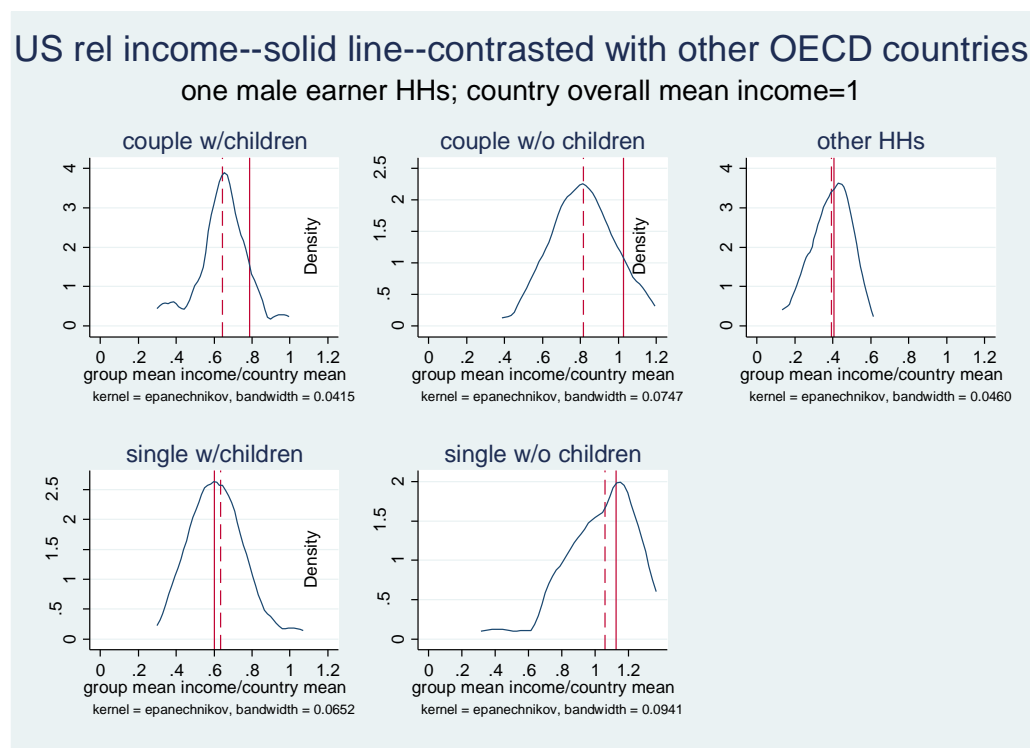 US rel income--solid line--contrasted with other OECD countries
one male earner HHs; country overall mean income=1
couple w/children
4
3
2
1
0
Density
0 .2 .4 .6 .8 1 1.2
group mean income/country mean
kernel = epanechnikov, bandwidth = 0.0415
couple w/o children
2.5
2
1.5
1
.5
0
Density
0 .2 .4 .6 .8 1 1.2
group mean income/country mean
kernel = epanechnikov, bandwidth = 0.0747
other HHs
4
3
2
1
0
0 .2 .4 .6 .8 1 1.2
group mean income/country mean
kernel = epanechnikov, bandwidth = 0.0460
single w/children
2.5
2
1.5
1
.5
0
Density
0 .2 .4 .6 .8 1 1.2
group mean income/country mean
kernel = epanechnikov, bandwidth = 0.0652
single w/o children
2
1.5
1
.5
0
0 .2 .4 .6 .8 1 1.2
group mean income/country mean
kernel = epanechnikov, bandwidth = 0.0941